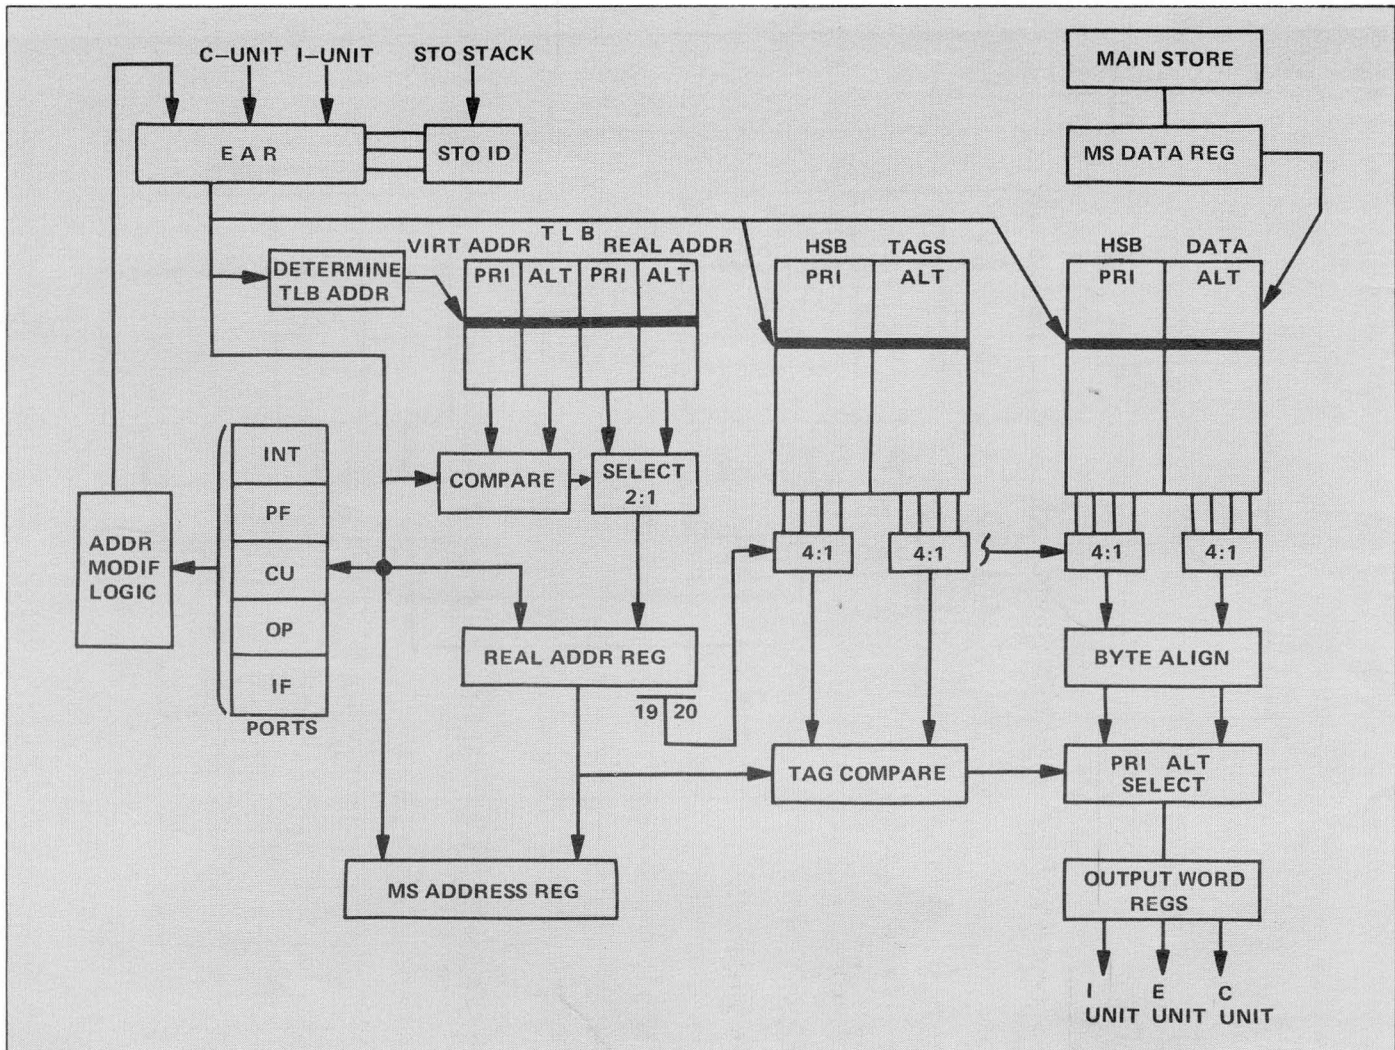 C–UNIT I–UNIT STO STACK
MAIN STORE
E A R
STO ID
MS DATA REG
T L B
VIRT ADDR REAL ADDR
HSB TAGS
HSB DATA
DETERMINE
TLB ADDR
PRI ALT PRI ALT
PRI ALT
PRI ALT
INT
PF
CU
OP
IF
PORTS
ADDR
MODIF
LOGIC
COMPARE
SELECT
2:1
4:1 4:1
4:1 4:1
REAL ADDR REG
19 20
BYTE ALIGN
TAG COMPARE
PRI ALT
SELECT
MS ADDRESS REG
OUTPUT WORD
REGS
I E C
UNIT UNIT UNIT